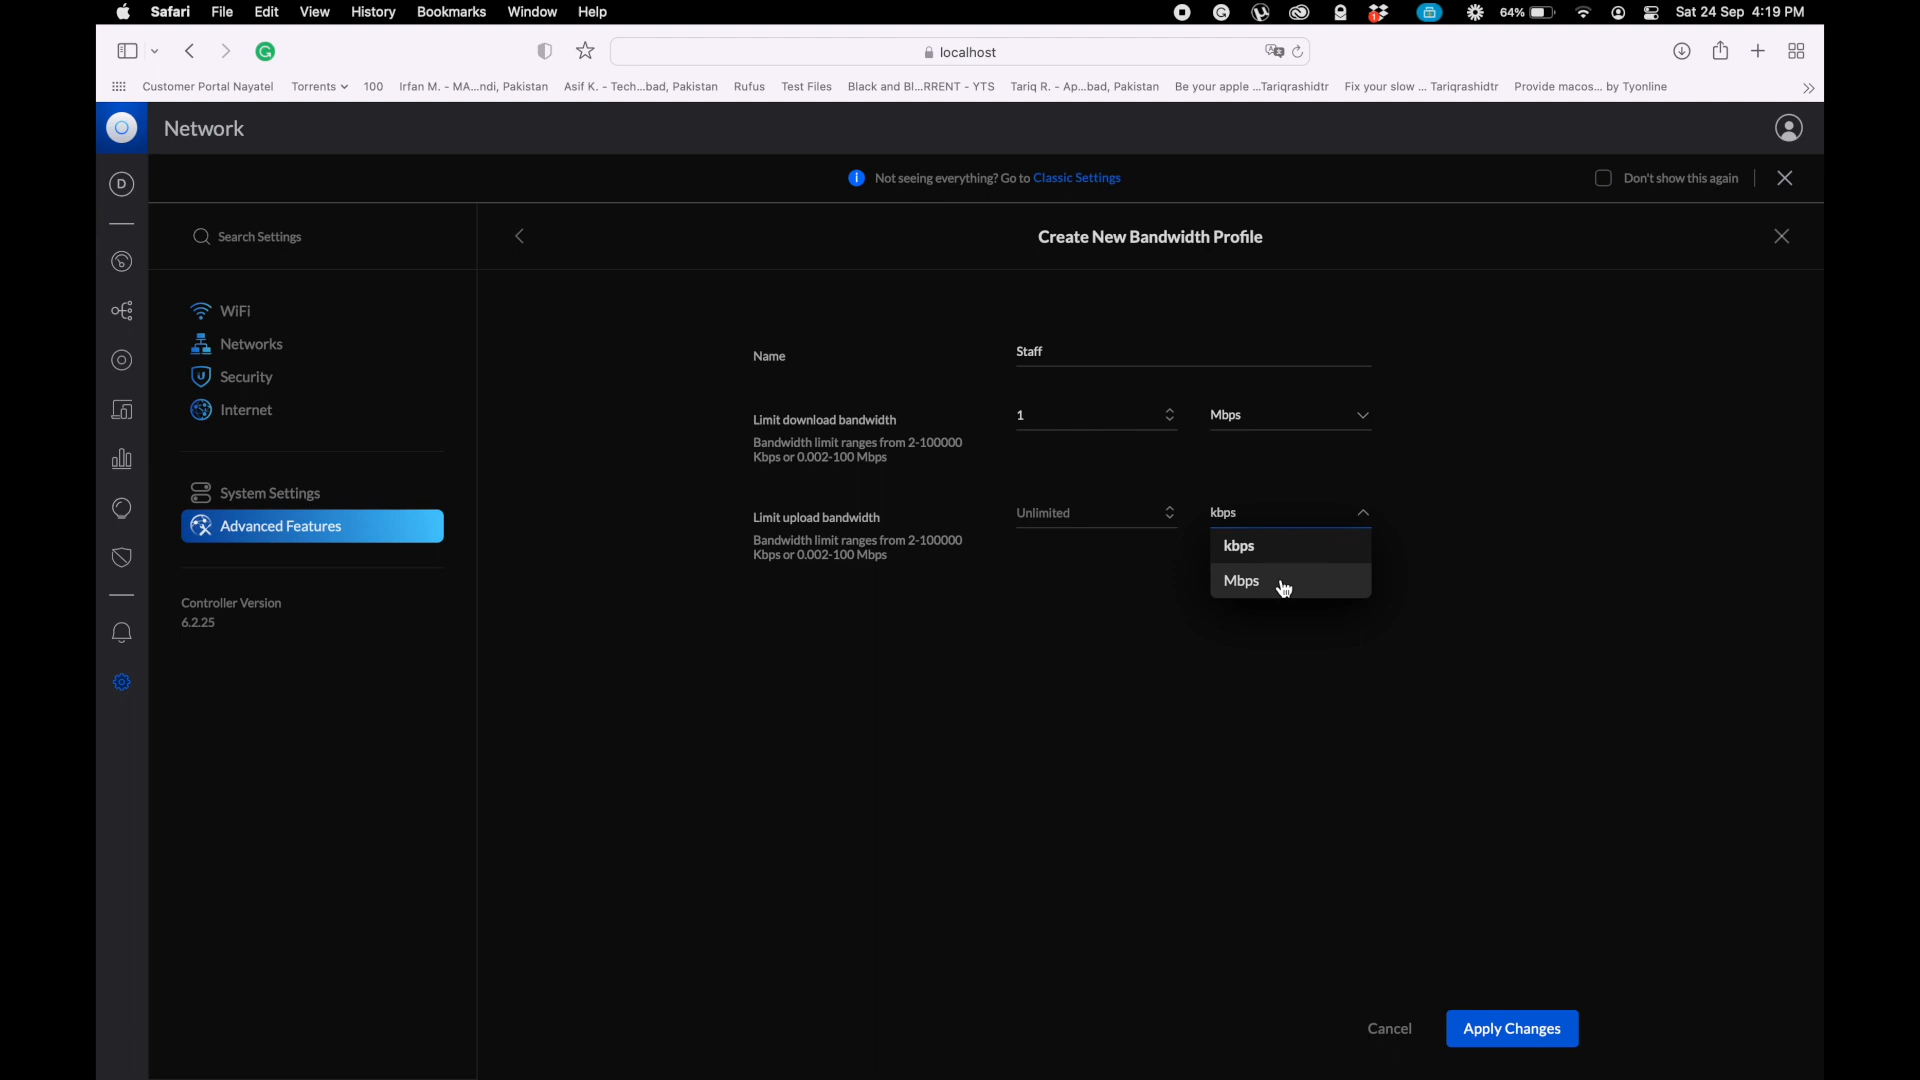 Safari File Edit View History Bookmarks Window Help 1 64% Sat 24 Sep 4:19 PM
localhost
Customer Portal Nayatel Torrents 100 Irfan M. - MA...ndi, Pakistan Asif K. - Tech...bad, Pakistan Rufus Test Files Black and Bl...RRENT - YTS Tariq R. - Ap...bad, Pakistan Be your apple ...Tariqrashidtr Fix your slow ... Tariqrashidtr Provide macos... by Tyonline
Network
D
Not seeing everything? Go to Classic Settings Don't show this again
Search Settings
Create New Bandwidth Profile
WiFi
Networks
Security
Internet
System Settings
Advanced Features
Controller Version
6.2.25
Name Staff
Limit download bandwidth 1 Mbps
Bandwidth limit ranges from 2-100000
Kbps or 0.002-100 Mbps
Limit upload bandwidth Unlimited kbps
Bandwidth limit ranges from 2-100000
Kbps or 0.002-100 Mbps
kbps
Mbps
Cancel Apply Changes